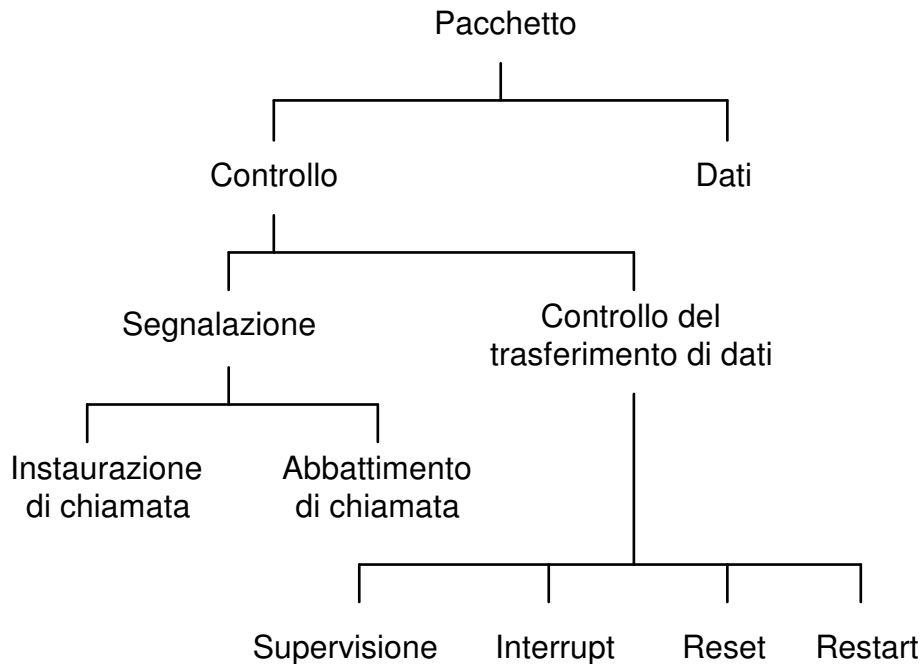 Pacchetto
Controllo
Dati
Segnalazione
Controllo del
trasferimento di dati
Instaurazione
di chiamata
Abbattimento
di chiamata
Supervisione
Interrupt
Reset
Restart